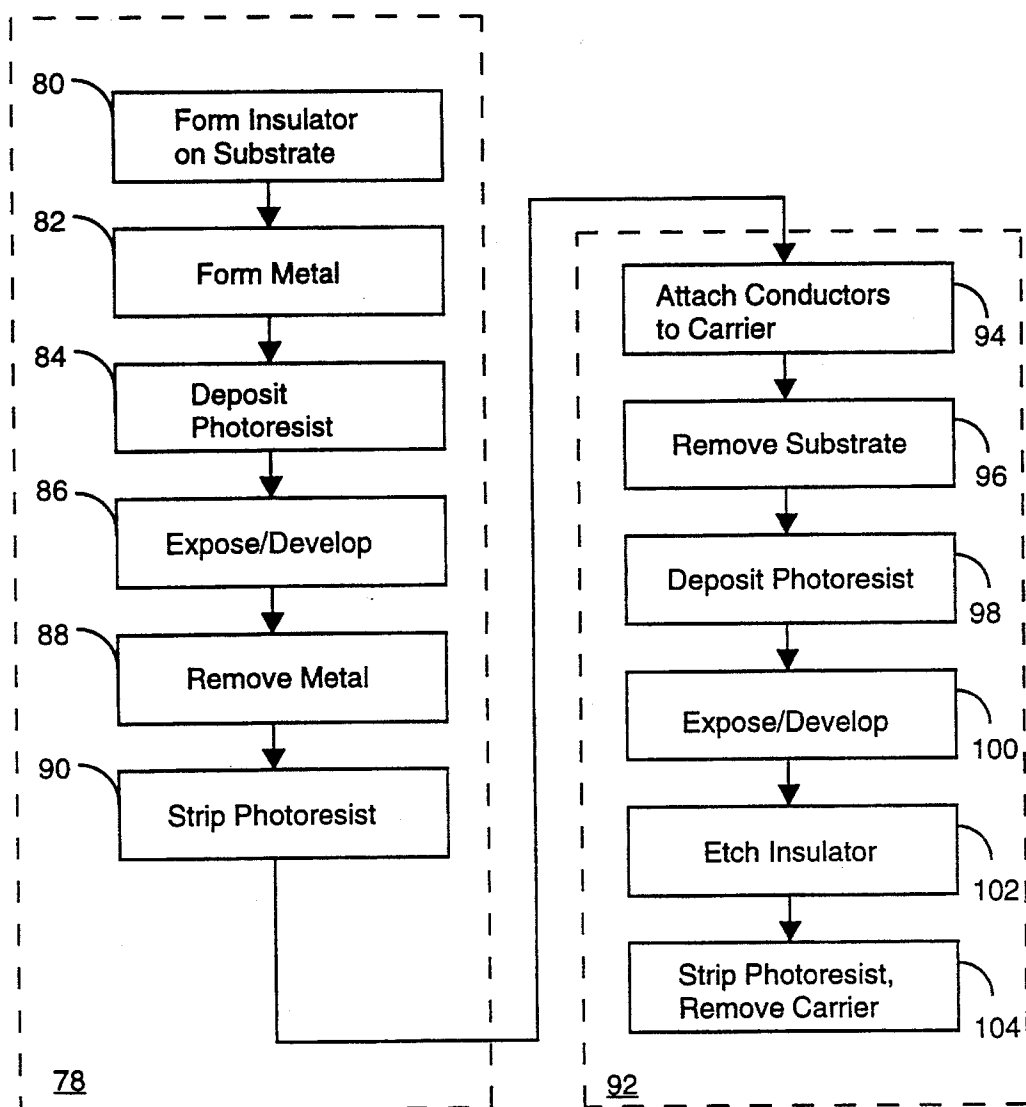 80
Form Insulator
on Substrate
82
Form Metal
84
Deposit
Photoresist
86
Expose/Develop
88
Remove Metal
90
Strip Photoresist
78
Attach Conductors
to Carrier
94
Remove Substrate
96
Deposit Photoresist
98
Expose/Develop
100
Etch Insulator
102
Strip Photoresist,
Remove Carrier
104
92